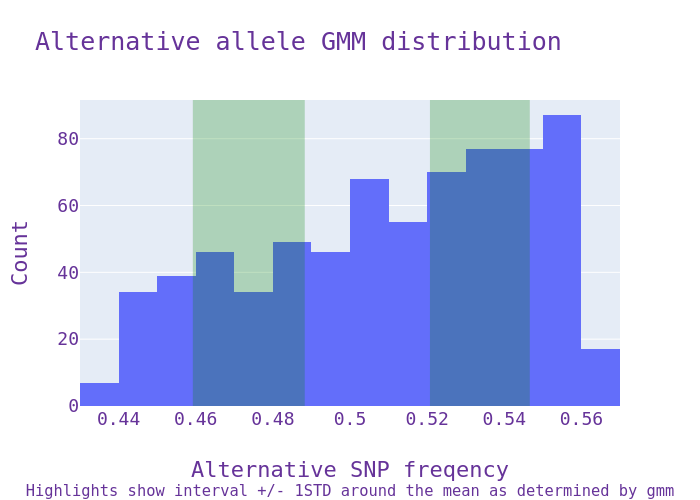 Alternative allele GMM distribution
Count
80
60
40
20
0
0.44 0.46 0.48 0.5 0.52 0.54 0.56
Alternative SNP freqency
Highlights show interval +/- 1STD around the mean as determined by gmm